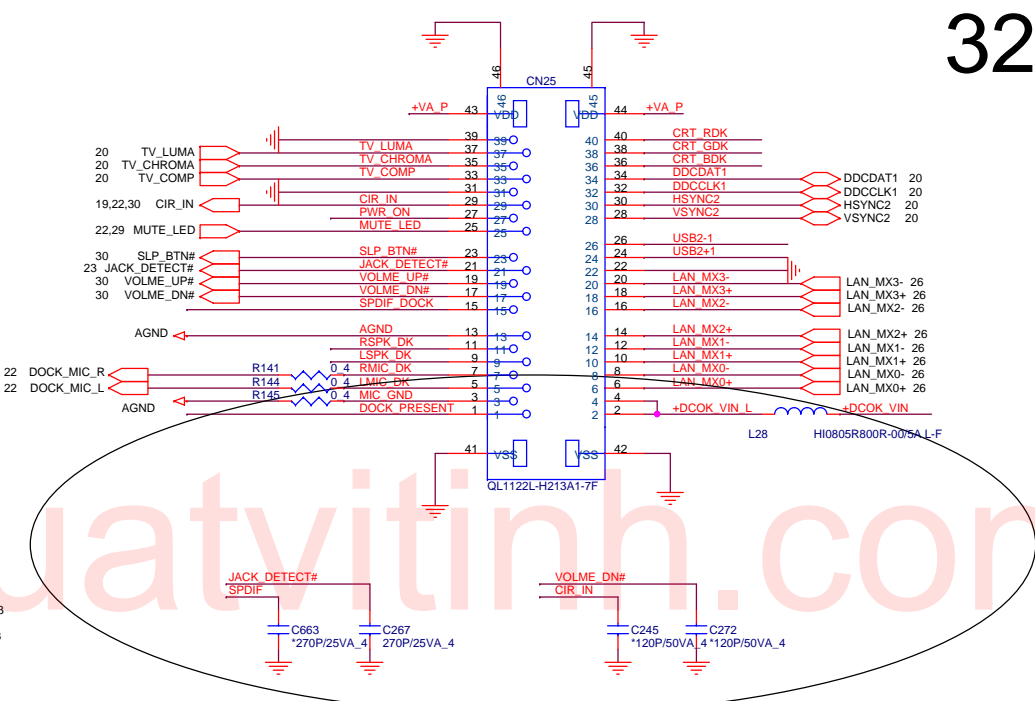 32
46
45
CN25
46
45
+VA_P 43 VDD
VDD 44 +VA_P
39 39
40 40 CRT_RDK
20 TV_LUMA TV_LUMA 37 37
38 38 CRT_GDK
20 TV_CHROMA TV_CHROMA 35 35
36 36 CRT_BDK
20 TV_COMP TV_COMP 33 33
34 34 DDCDAT1 DDCDAT1 20
31 31
32 32 DDCCLK1 DDCCLK1 20
19,22,30 CIR_IN CIR_IN 29 29
30 30 HSYNC2 HSYNC2 20
PWR_ON 27 27
28 28 VSYNC2 VSYNC2 20
22,29 MUTE_LED MUTE_LED 25 25
26 26 USB2-1
30 SLP_BTN# SLP_BTN# 23 23
24 24 USB2+1
23 JACK_DETECT# JACK_DETECT# 21 21
22 22
30 VOLME_UP# VOLME_UP# 19 19
20 20 LAN_MX3- LAN_MX3- 26
30 VOLME_DN# VOLME_DN# 17 17
18 18 LAN_MX3+ LAN_MX3+ 26
SPDIF_DOCK 15 15
16 16 LAN_MX2- LAN_MX2- 26
AGND AGND 13 13
14 14 LAN_MX2+ LAN_MX2+ 26
RSPK_DK 11 11
12 12 LAN_MX1- LAN_MX1- 26
LSPK_DK 9 9
10 10 LAN_MX1+ LAN_MX1+ 26
22 DOCK_MIC_R R141 0_4 RMIC_DK 7 7
8 8 LAN_MX0- LAN_MX0- 26
22 DOCK_MIC_L R144 0_4 LMIC_DK 5 5
6 6 LAN_MX0+ LAN_MX0+ 26
AGND R145 0_4 MIC_GND 3 3
4 4
DOCK_PRESENT 1 1
2 2 +DCOK_VIN_L +DCOK_VIN
L28 HI0805R800R-00/5A.L-F
41 VSS
VSS 42
QL1122L-H213A1-7F
uatvitinh.com
JACK_DETECT#
SPDIF
C663
*270P/25VA_4
C267
270P/25VA_4
VOLME_DN#
CIR_IN
C245
*120P/50VA_4
C272
*120P/50VA_4